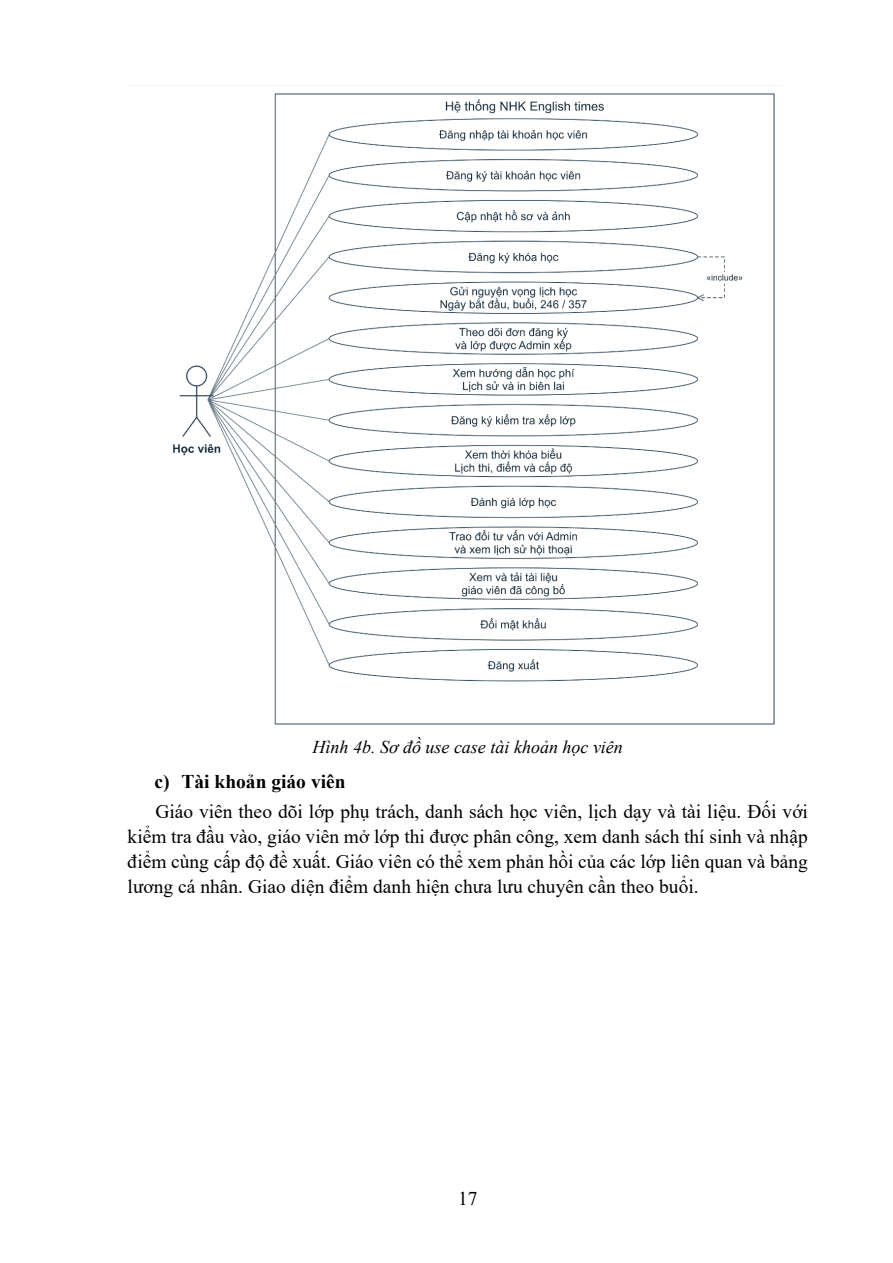 Hệ thống NHK English times
Đăng nhập tài khoản học viên
Đăng ký tài khoản học viên
Cập nhật hồ sơ và ảnh
Đăng ký khóa học
«include»
Gửi nguyện vọng lịch học
Ngày bắt đầu, buổi, 246 / 357
Theo dõi đơn đăng ký
và lớp được Admin xếp
Xem hướng dẫn học phí
Lịch sử và in biên lai
Đăng ký kiểm tra xếp lớp
Học viên
Xem thời khóa biểu
Lịch thi, điểm và cấp độ
Đánh giá lớp học
Trao đổi tư vấn với Admin
và xem lịch sử hội thoại
Xem và tải tài liệu
giáo viên đã công bố
Đổi mật khẩu
Đăng xuất
Hình 4b. Sơ đồ use case tài khoản học viên
c) Tài khoản giáo viên
Giáo viên theo dõi lớp phụ trách, danh sách học viên, lịch dạy và tài liệu. Đối với
kiểm tra đầu vào, giáo viên mở lớp thi được phân công, xem danh sách thí sinh và nhập
điểm cùng cấp độ đề xuất. Giáo viên có thể xem phản hồi của các lớp liên quan và bảng
lương cá nhân. Giao diện điểm danh hiện chưa lưu chuyên cần theo buổi.
17